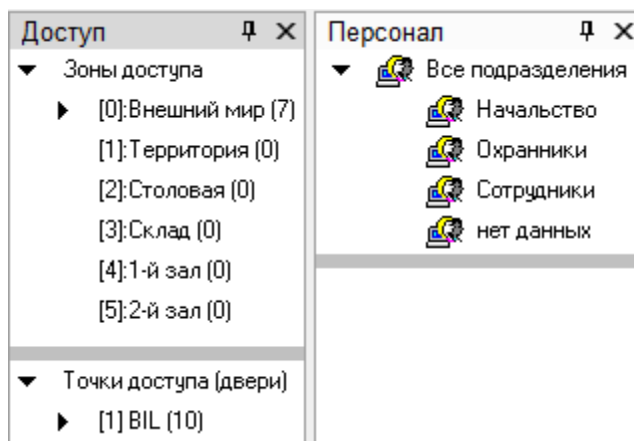 Доступ
Зоны доступа
[0]:Внешний мир (7)
[1]:Территория (0)
[2]:Столовая (0)
[3]:Склад (0)
[4]:1-й зал (0)
[5]:2-й зал (0)
Точки доступа (двери)
[1] BIL (10)
Персонал
Все подразделения
Начальство
Охранники
Сотрудники
нет данных